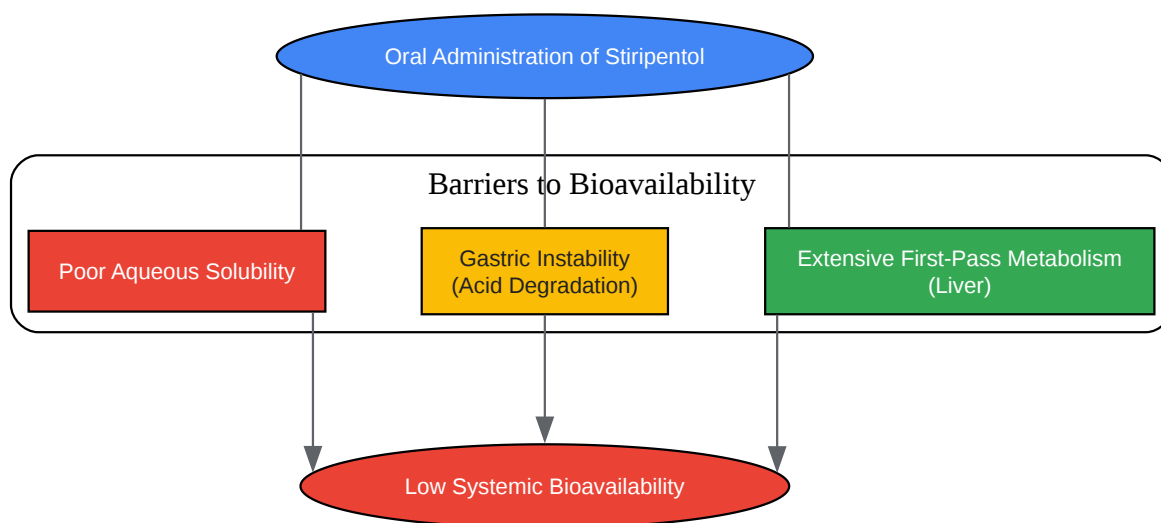 Oral Administration of Stiripentol
Barriers to Bioavailability
Poor Aqueous Solubility
Gastric Instability
(Acid Degradation)
Extensive First-Pass Metabolism
(Liver)
Low Systemic Bioavailability